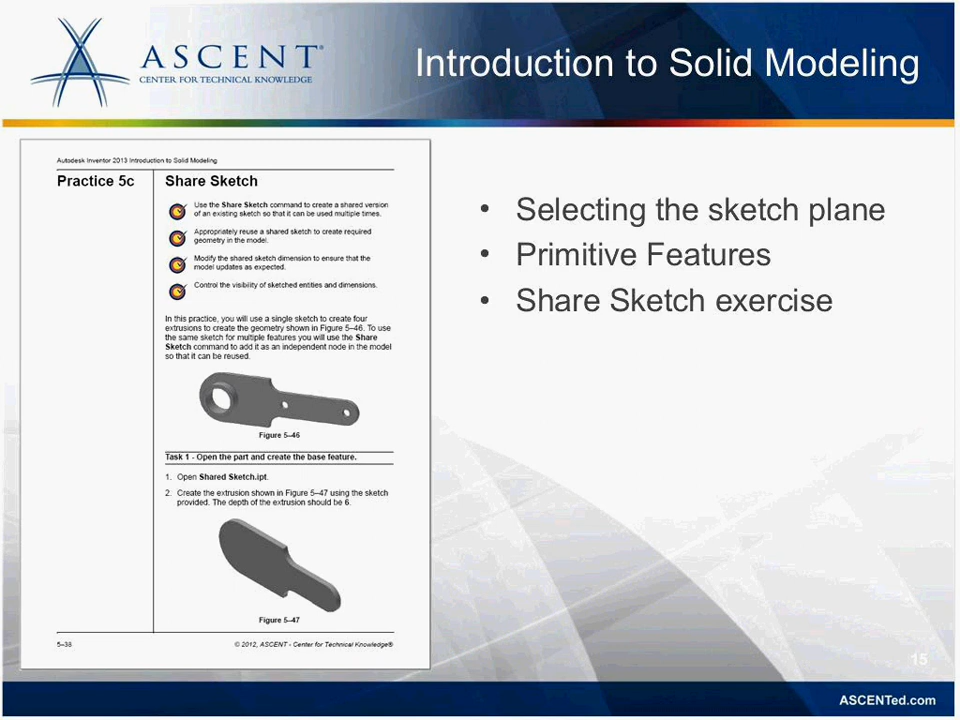 ASCENT®
CENTER FOR TECHNICAL KNOWLEDGE
Introduction to Solid Modeling
Autodesk Inventor 2013 Introduction to Solid Modeling
Practice 5c
Share Sketch
Use the Share Sketch command to create a shared version
of an existing sketch so that it can be used multiple times.
Appropriately reuse a shared sketch to create required
geometry in the model.
Modify the shared sketch dimension to ensure that the
model updates as expected.
Control the visibility of sketched entities and dimensions.
In this practice, you will use a single sketch to create four
extrusions to create the geometry shown in Figure 5–46. To use
the same sketch for multiple features you will use the Share
Sketch command to add it as an independent node in the model
so that it can be reused.
Figure 5–46
Task 1 - Open the part and create the base feature.
1. Open Shared Sketch.ipt.
2. Create the extrusion shown in Figure 5–47 using the sketch
provided. The depth of the extrusion should be 6.
Figure 5–47
5–38
© 2012, ASCENT - Center for Technical Knowledge®
• Selecting the sketch plane
• Primitive Features
• Share Sketch exercise
15
ASCENTed.com